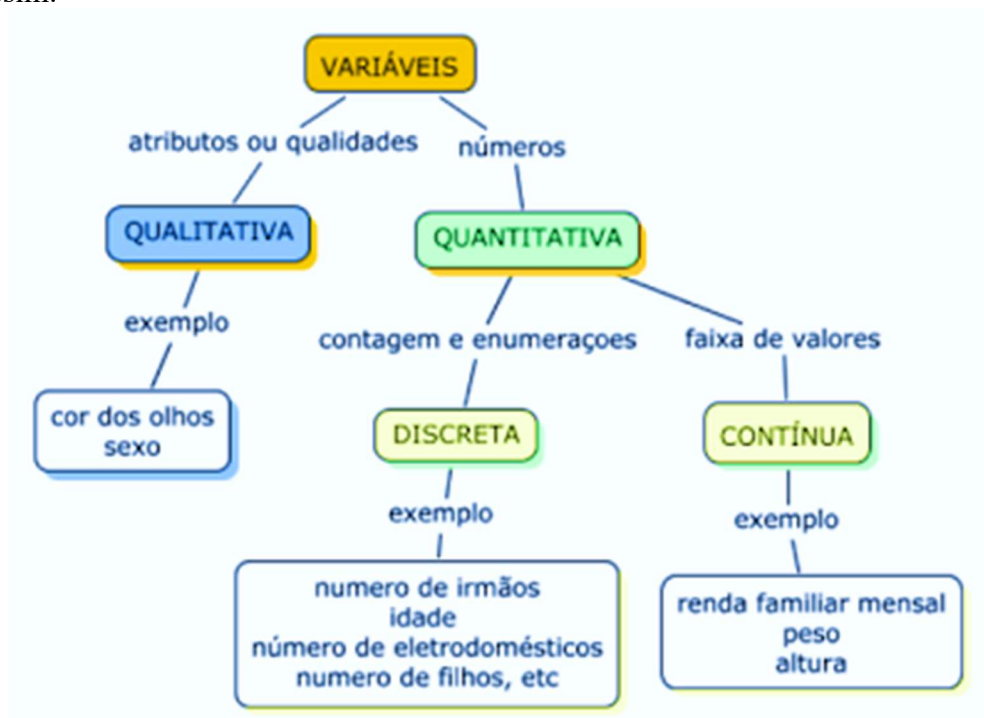 VARIÁVEIS
atributos ou qualidades
números
QUALITATIVA
QUANTITATIVA
exemplo
contagem e enumeraçoes
faixa de valores
cor dos olhos
sexo
DISCRETA
CONTÍNUA
exemplo
exemplo
numero de irmãos
idade
número de eletrodomésticos
numero de filhos, etc
renda familiar mensal
peso
altura